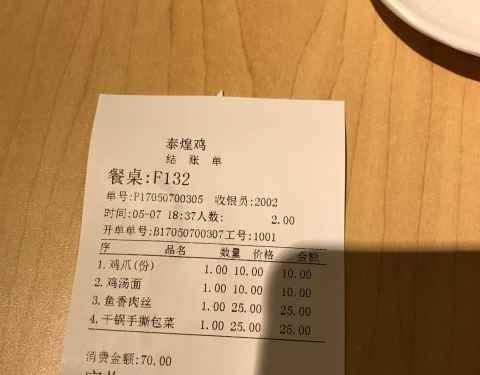 泰煌鸡
结 账 单
餐桌:F132
单号:P17050700305 收银员:2002
时间:05-07 18:37人数: 2.00
开单单号:B17050700307工号:1001
序 品名 数量 价格 金额
1.鸡爪(份) 1.00 10.00 10.00
2.鸡汤面 1.00 10.00 10.00
3.鱼香肉丝 1.00 25.00 25.00
4.干锅手撕包菜 1.00 25.00 25.00
消费金额:70.00